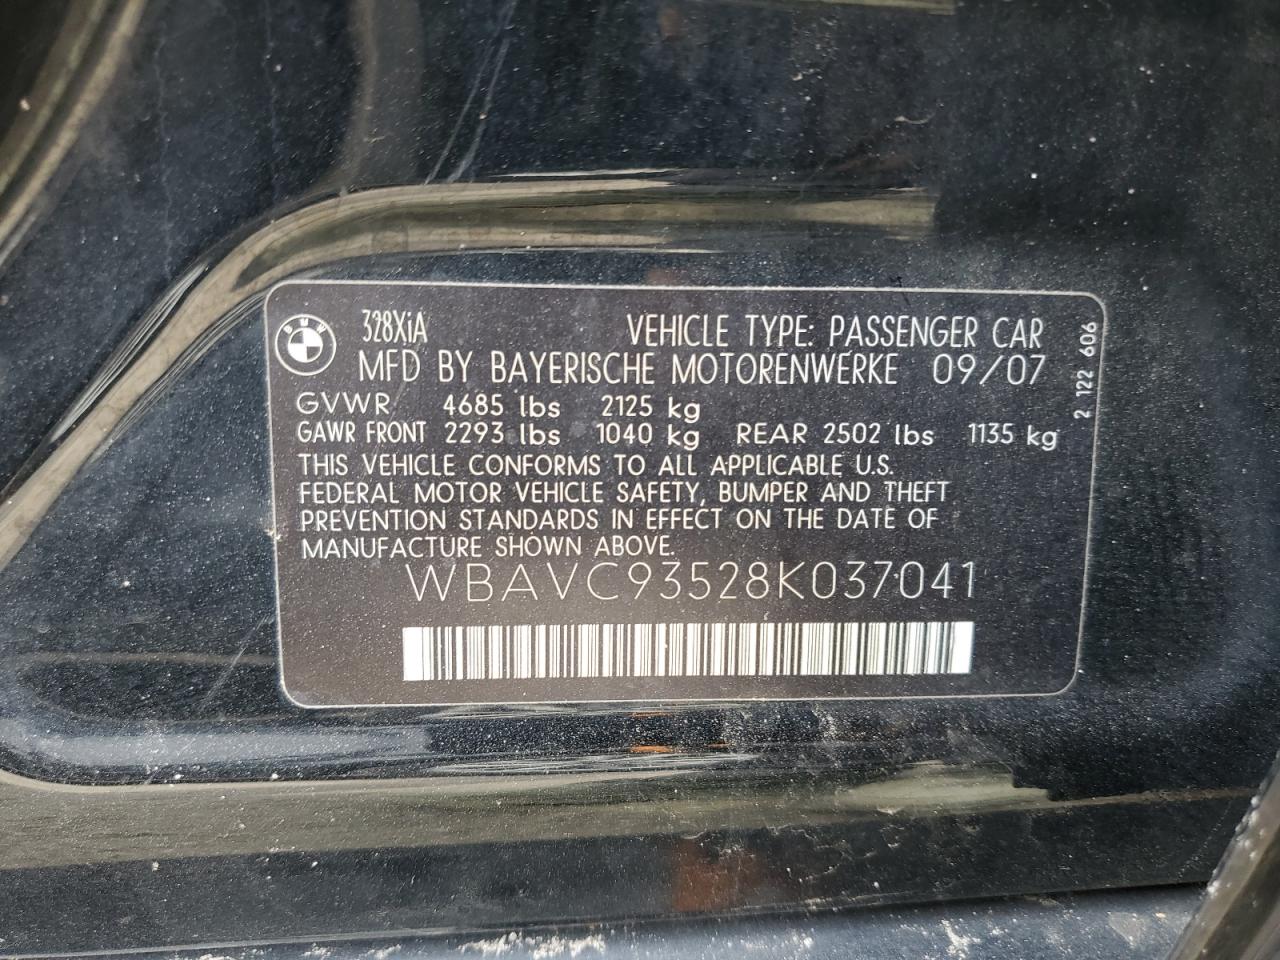 BMW
328XiA VEHICLE TYPE: PASSENGER CAR
MFD BY BAYERISCHE MOTORENWERKE 09/07
GVWR 4685 lbs 2125 kg
GAWR FRONT 2293 lbs 1040 kg REAR 2502 lbs 1135 kg
THIS VEHICLE CONFORMS TO ALL APPLICABLE U.S.
FEDERAL MOTOR VEHICLE SAFETY, BUMPER AND THEFT
PREVENTION STANDARDS IN EFFECT ON THE DATE OF
MANUFACTURE SHOWN ABOVE.
WBAVC93528K037041
2 122 606